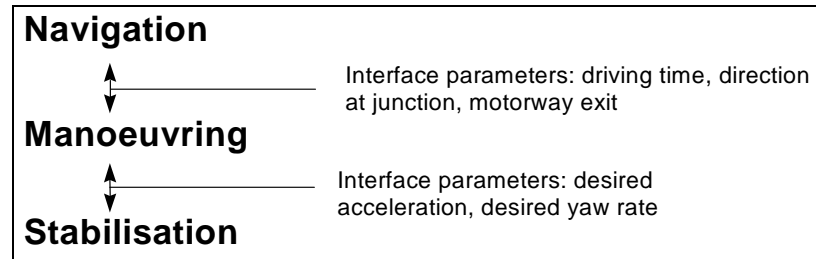 Navigation
Interface parameters: driving time, direction
at junction, motorway exit
Manoeuvring
Interface parameters: desired
acceleration, desired yaw rate
Stabilisation